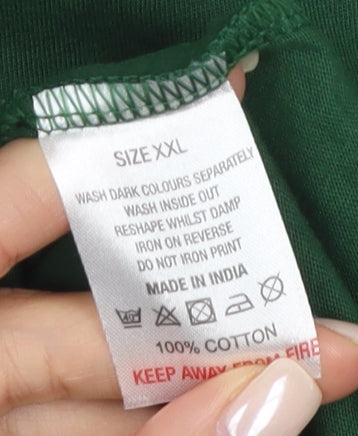 SIZE XXL
WASH DARK COLOURS SEPARATELY
WASH INSIDE OUT
RESHAPE WHILST DAMP
IRON ON REVERSE
DO NOT IRON PRINT
MADE IN INDIA
40
100% COTTON
KEEP AWAY FROM FIRE